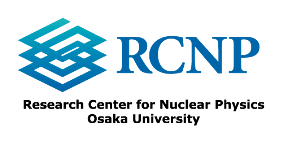 RCNP
Research Center for Nuclear Physics
Osaka University